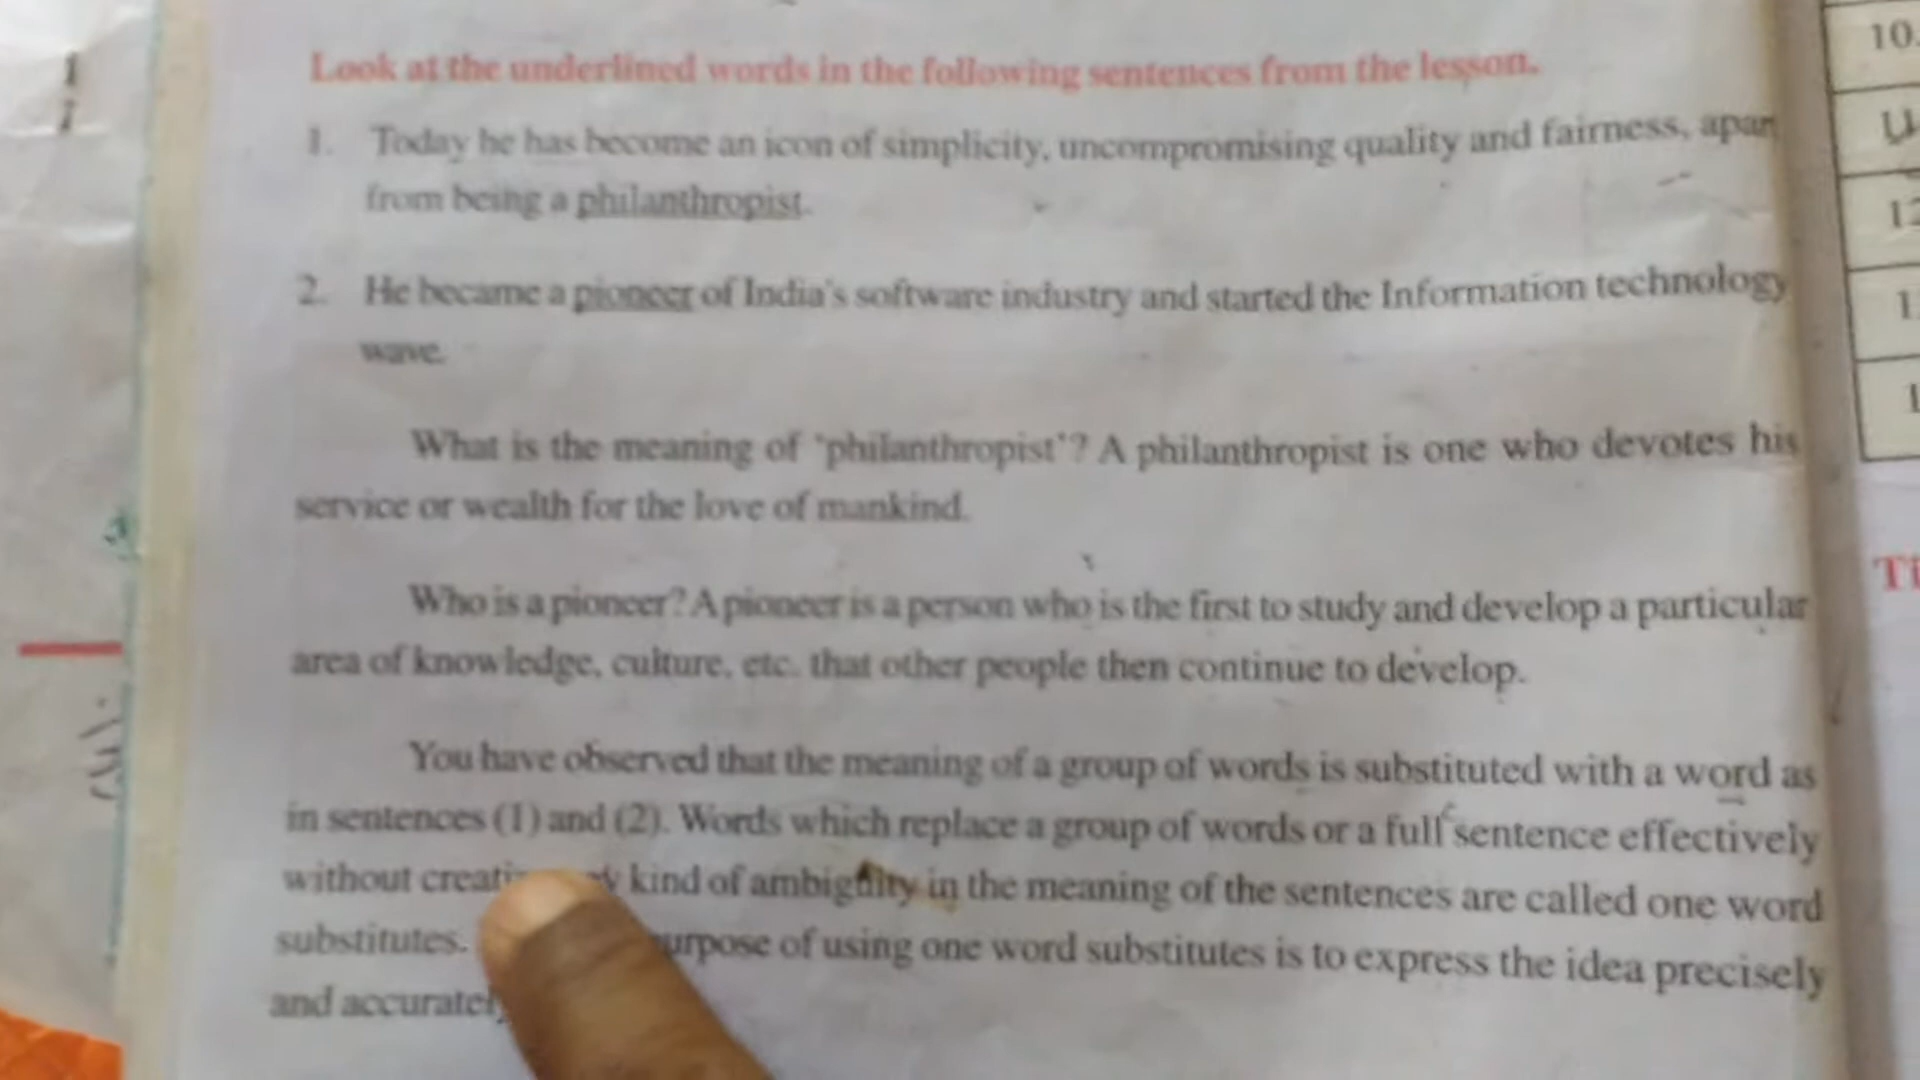 Look at the underlined words in the following sentences from the lesson.
1. Today he has become an icon of simplicity, uncompromising quality and fairness, apar
from being a philanthropist.
2. He became a pioneer of India's software industry and started the Information technology
wave.
What is the meaning of 'philanthropist'? A philanthropist is one who devotes his
service or wealth for the love of mankind.
Who is a pioneer? A pioneer is a person who is the first to study and develop a particular
area of knowledge, culture, etc. that other people then continue to develop.
You have observed that the meaning of a group of words is substituted with a word as
in sentences (1) and (2). Words which replace a group of words or a full sentence effectively
without kind of ambiguity in the meaning of the sentences are called one word
substitutes. urpose of using one word substitutes is to express the idea precisely
and accurately
10.
12
Ti